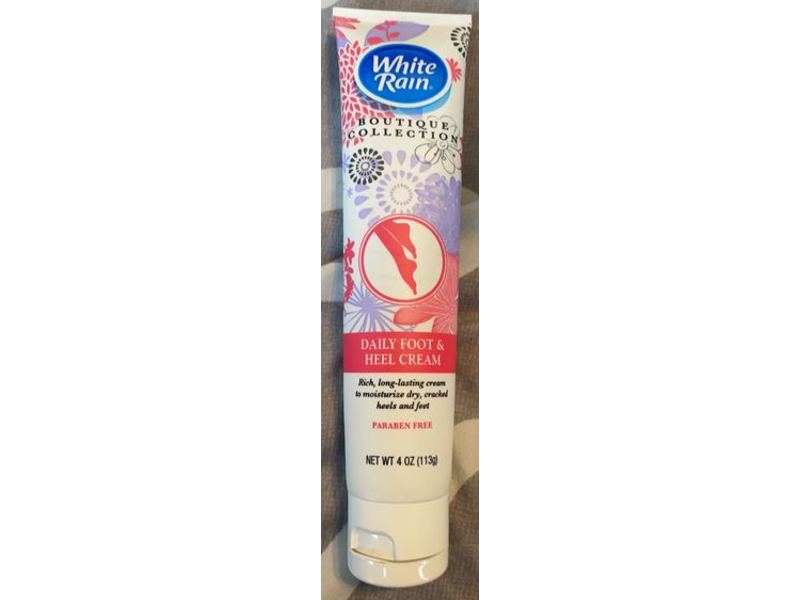 White
Rain
BOUTIQUE
COLLECTION
DAILY FOOT &
HEEL CREAM
Rich, long-lasting cream
to moisturize dry, cracked
heels and feet
PARABEN FREE
NET WT 4 OZ (113g)